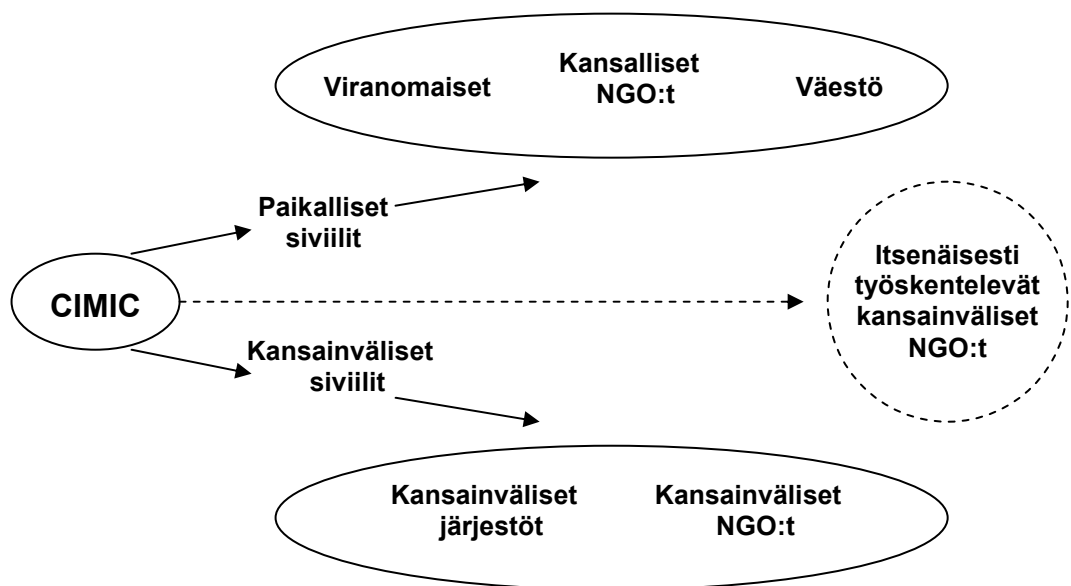 Viranomaiset
Kansalliset
NGO:t
Väestö
Paikalliset
siviilit
CIMIC
Itsenäisesti
työskentelevät
kansainväliset
NGO:t
Kansainväliset
siviilit
Kansainväliset
järjestöt
Kansainväliset
NGO:t